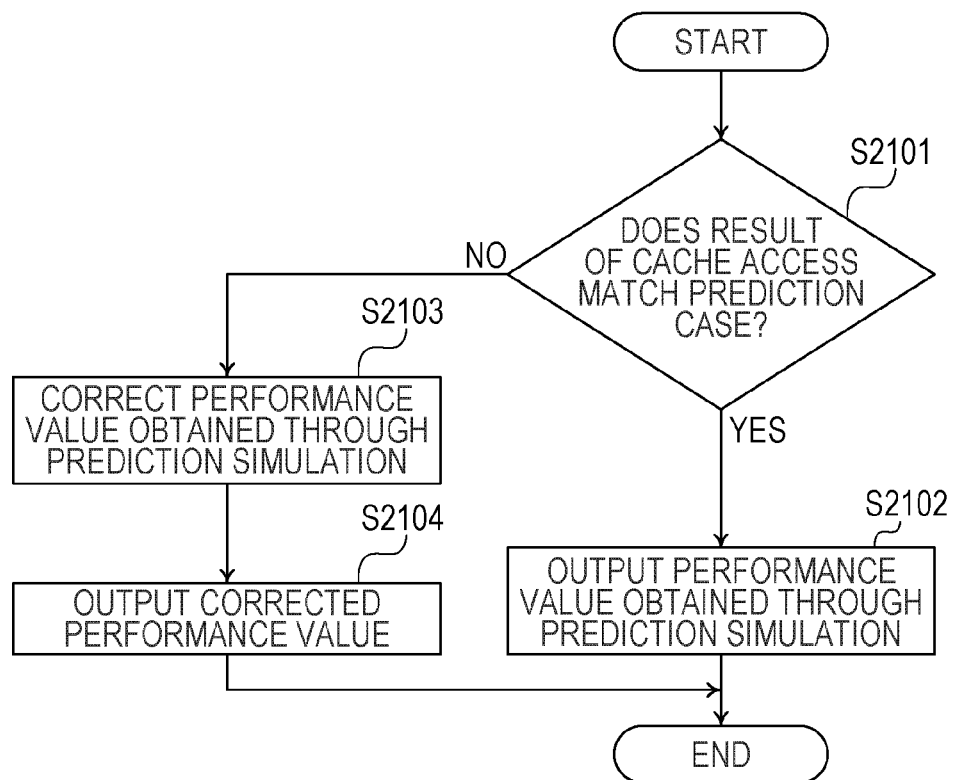 START
S2101
DOES RESULT
OF CACHE ACCESS
MATCH PREDICTION
CASE?
NO
YES
S2103
CORRECT PERFORMANCE
VALUE OBTAINED THROUGH
PREDICTION SIMULATION
S2104
OUTPUT CORRECTED
PERFORMANCE VALUE
S2102
OUTPUT PERFORMANCE
VALUE OBTAINED THROUGH
PREDICTION SIMULATION
END